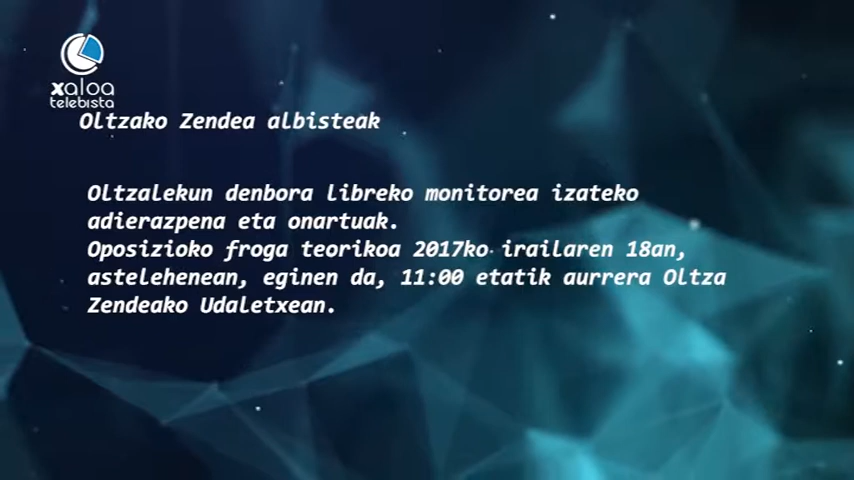 xaloa
telebista
Oltzako Zendea albisteak
Oltzalekun denbora libreko monitorea izateko
adierazpena eta onartuak.
Oposizioko froga teorikoa 2017ko irailaren 18an,
astelehenean, eginen da, 11:00 etatik aurrera Oltza
Zendeako Udaletxean.